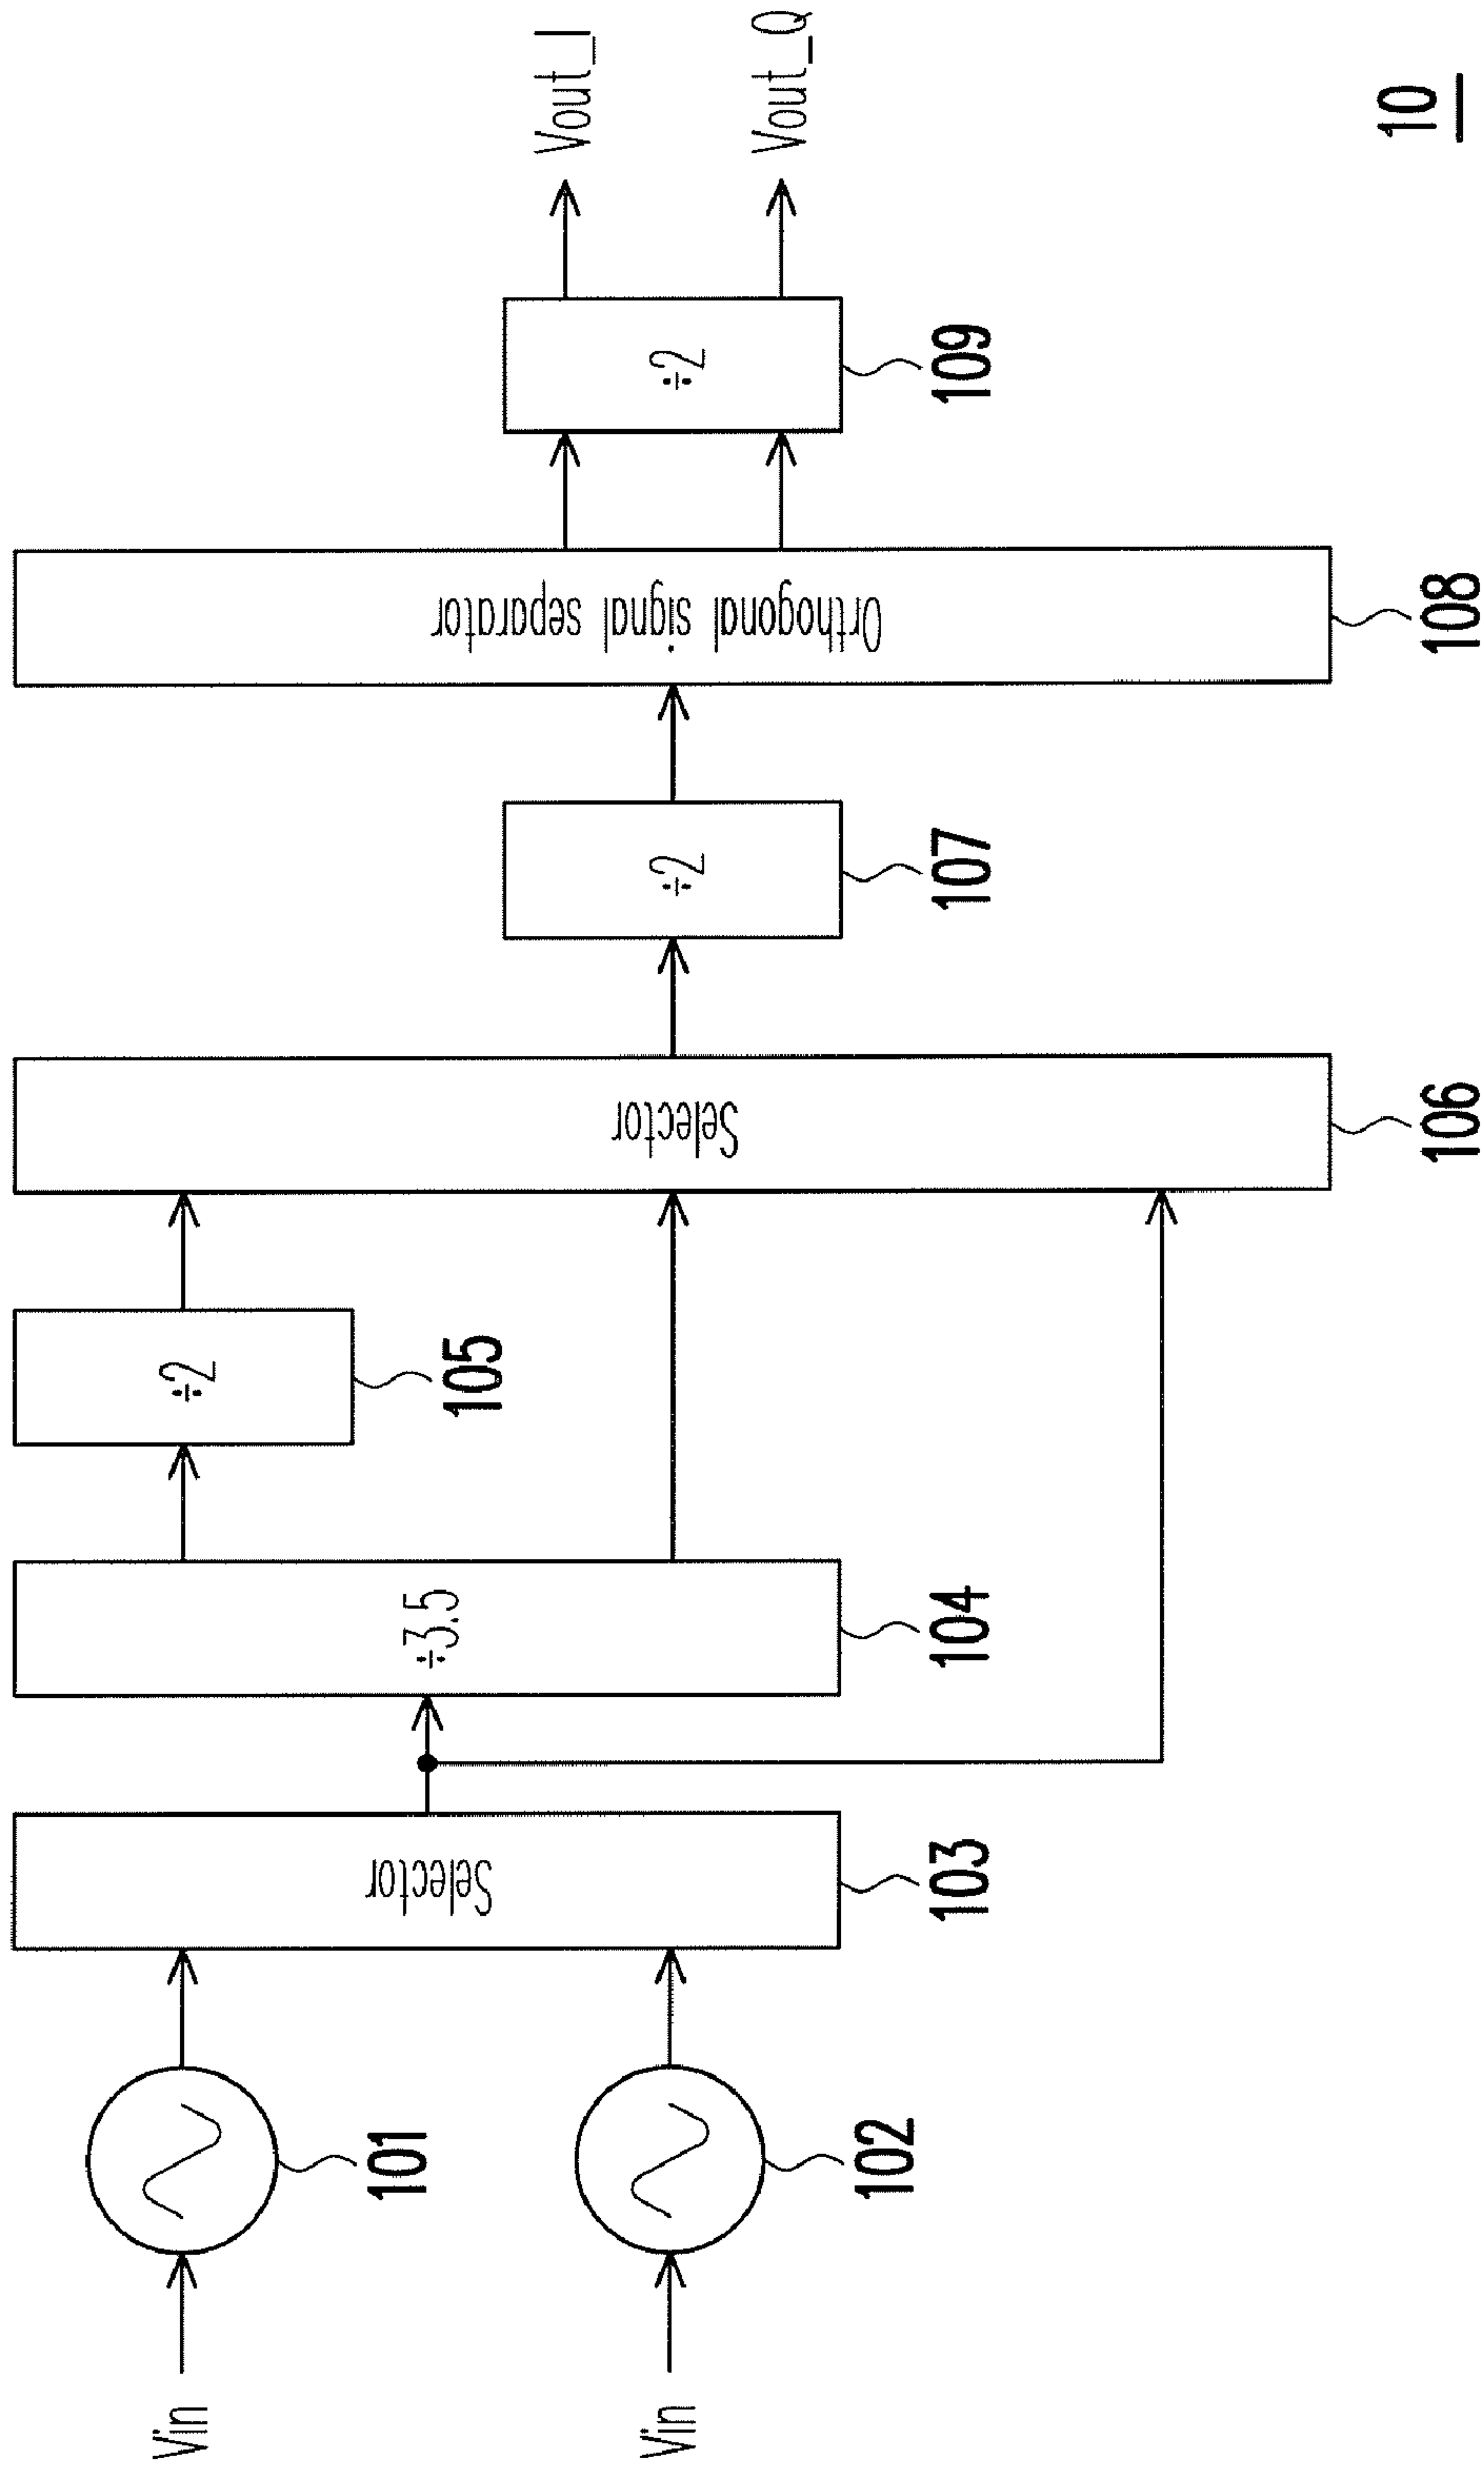 Vin
Vin
101
102
Selector
103
÷3.5
104
÷2
105
Selector
106
÷2
107
Orthogonal signal separator
108
÷2
109
Vout_I
Vout_Q
10